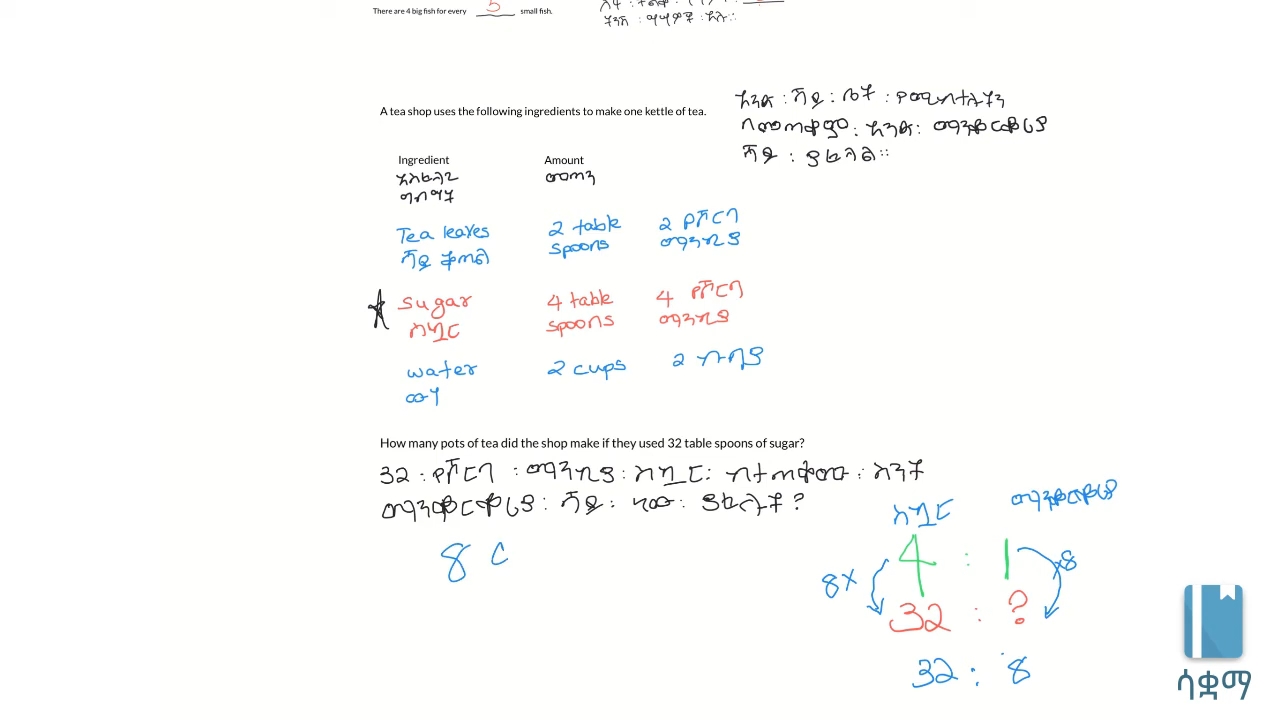 There are 4 big fish for every 5 small fish.
A tea shop uses the following ingredients to make one kettle of tea.
አንድ : ሻይ : ቤት : የሚከተሉትን
በመጠቀም : አንድ : ማንቆርቆሪያ
ሻይ : ያፈላል።
Ingredient Amount
መጠን
Tea leaves 2 table spoons 2 የሾርባ ማንኪያ
ሻይ ቅጠል
sugar 4 table spoons 4 የሾርባ ማንኪያ
ስኳር
water 2 cups 2 ኩባያ
ውሃ
How many pots of tea did the shop make if they used 32 table spoons of sugar?
32 : የሾርባ : ማንኪያ : ስኳር : ከተጠቀሙ : ስንት
ማንቆርቆሪያ : ሻይ : ነው : ያፈሉት ?
ስኳር ማንቆርቆሪያ
8 C
4 : 1
8x x8
32 : ?
32 : 8
ሳቋማ